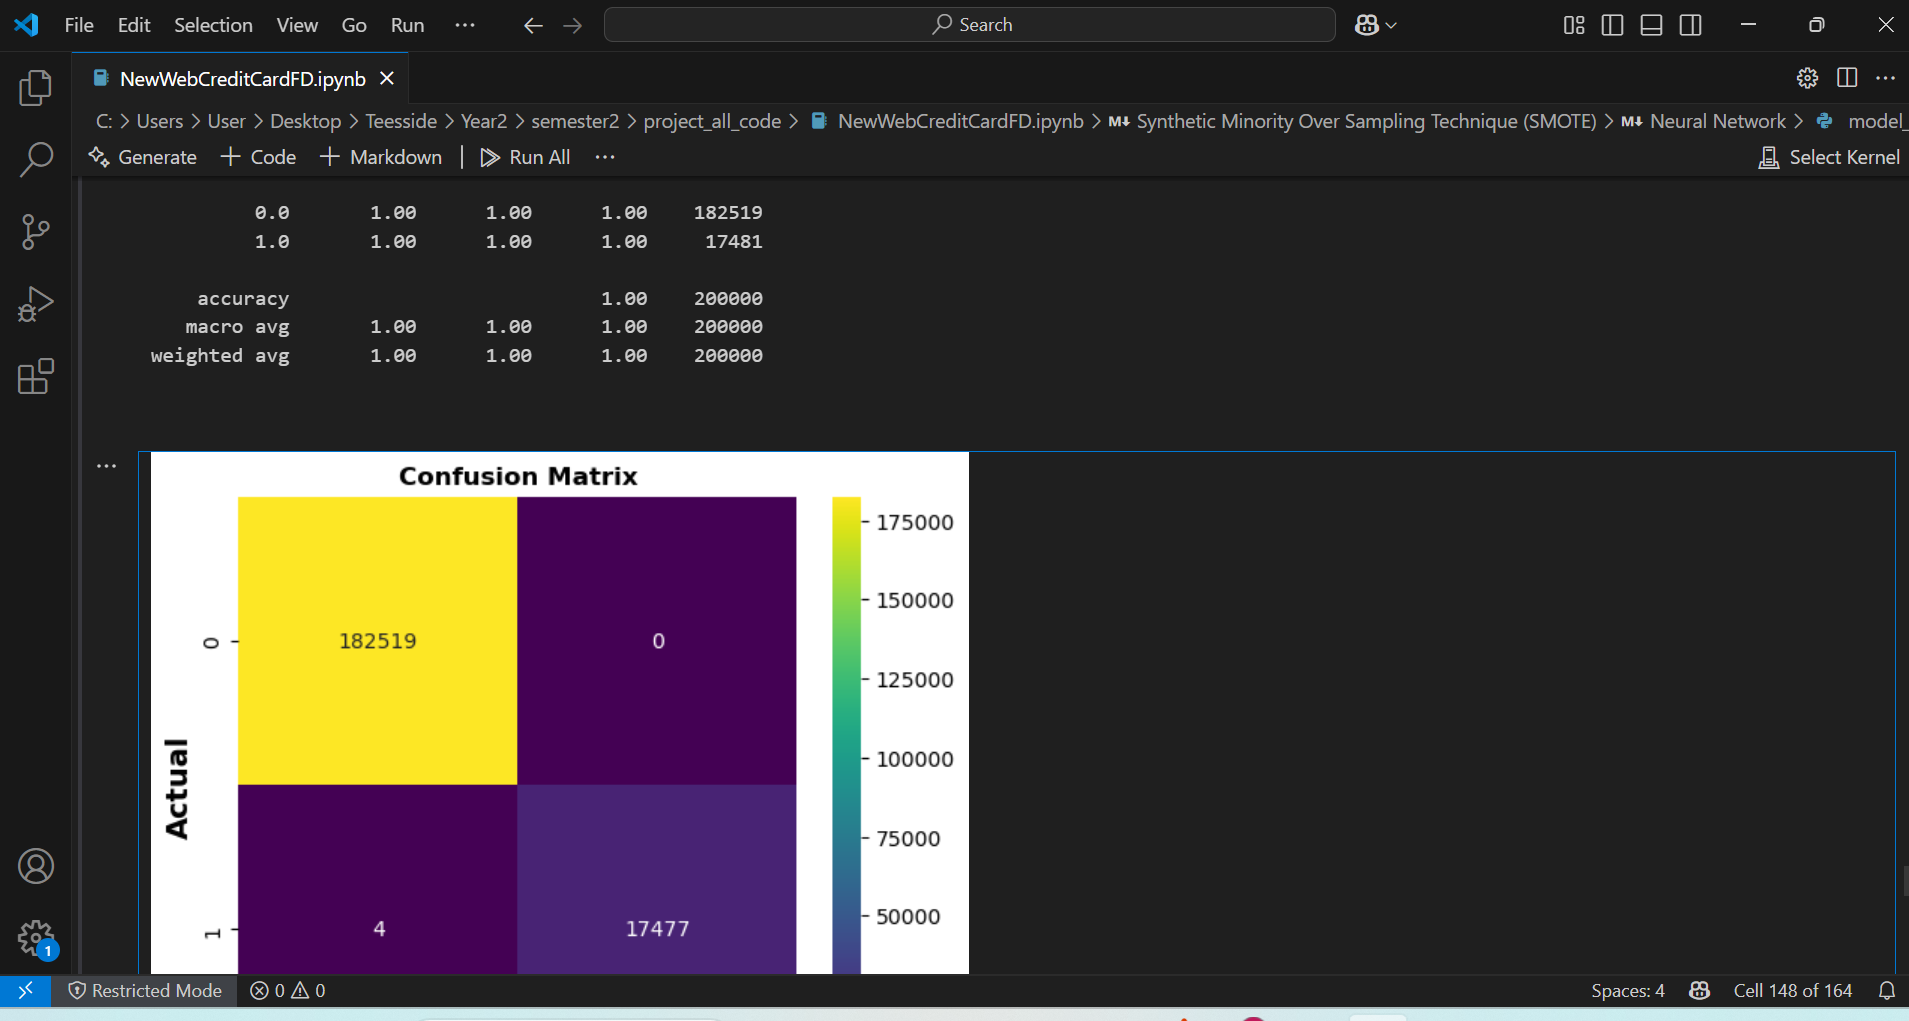 File Edit Selection View Go Run ··· Search
NewWebCreditCardFD.ipynb
C: > Users > User > Desktop > Teesside > Year2 > semester2 > project_all_code > NewWebCreditCardFD.ipynb > M↓ Synthetic Minority Over Sampling Technique (SMOTE) > M↓ Neural Network > model_
Generate + Code + Markdown | Run All ··· Select Kernel
0.0 1.00 1.00 1.00 182519
1.0 1.00 1.00 1.00 17481
accuracy 1.00 200000
macro avg 1.00 1.00 1.00 200000
weighted avg 1.00 1.00 1.00 200000
Confusion Matrix
175000
150000
0 182519 0
125000
Actual
100000
75000
50000
1 4 17477
1
Restricted Mode 0 0 Spaces: 4 Cell 148 of 164